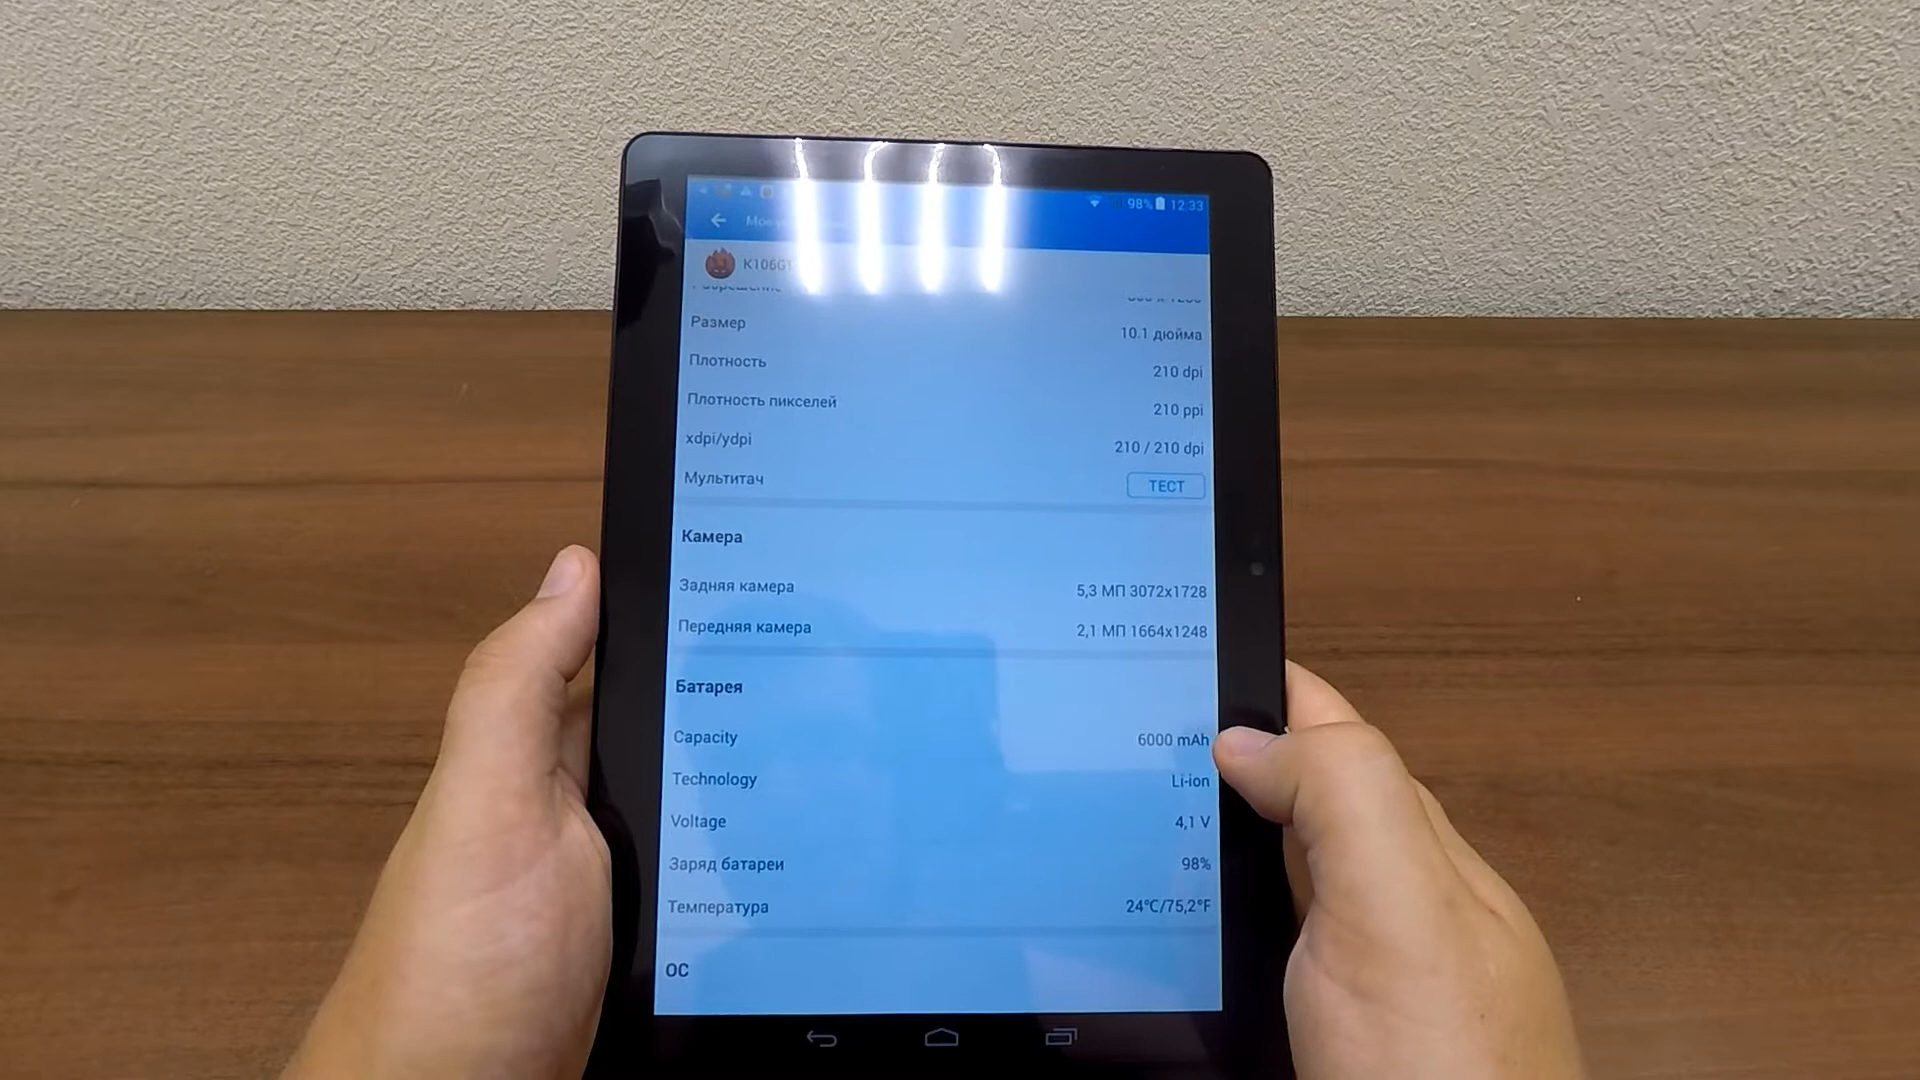 98% 12:33
K106G1
Разрешение
Размер 10.1 дюйма
Плотность 210 dpi
Плотность пикселей 210 ppi
xdpi/ydpi 210 / 210 dpi
Мультитач ТЕСТ
Камера
Задняя камера 5,3 МП 3072x1728
Передняя камера 2,1 МП 1664x1248
Батарея
Capacity 6000 mAh
Technology Li-ion
Voltage 4,1 V
Заряд батареи 98%
Температура 24°C/75,2°F
ОС